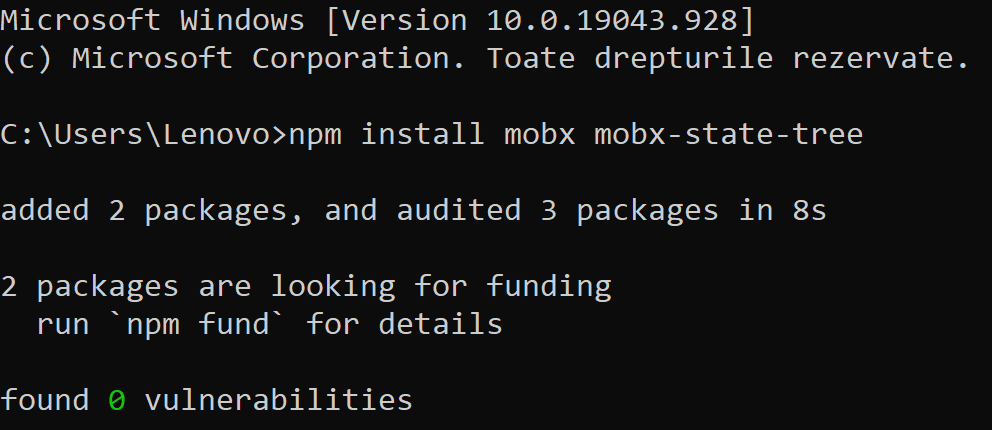 Microsoft Windows [Version 10.0.19043.928]
(c) Microsoft Corporation. Toate drepturile rezervate.
C:\Users\Lenovo>npm install mobx mobx-state-tree
added 2 packages, and audited 3 packages in 8s
2 packages are looking for funding
  run `npm fund` for details
found 0 vulnerabilities